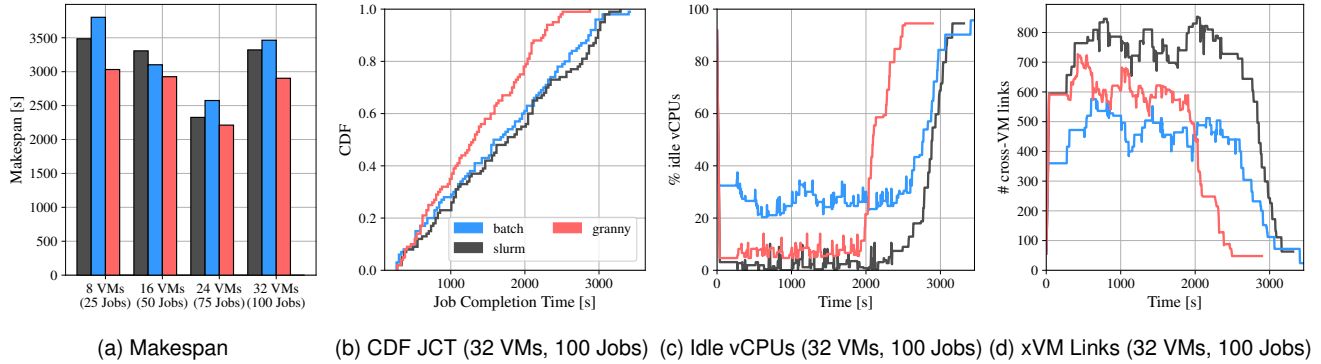 Makespan [s]
3500
3000
2500
2000
1500
1000
500
0
8 VMs
(25 Jobs)
16 VMs
(50 Jobs)
24 VMs
(75 Jobs)
32 VMs
(100 Jobs)
(a) Makespan
CDF
1.0
0.8
0.6
0.4
0.2
0.0
batch
slurm
granny
1000
2000
3000
Job Completion Time [s]
(b) CDF JCT (32 VMs, 100 Jobs)
% idle vCPUs
100
80
60
40
20
0
0
1000
2000
3000
Time [s]
(c) Idle vCPUs (32 VMs, 100 Jobs)
# cross-VM links
800
700
600
500
400
300
200
100
0
0
1000
2000
3000
Time [s]
(d) xVM Links (32 VMs, 100 Jobs)